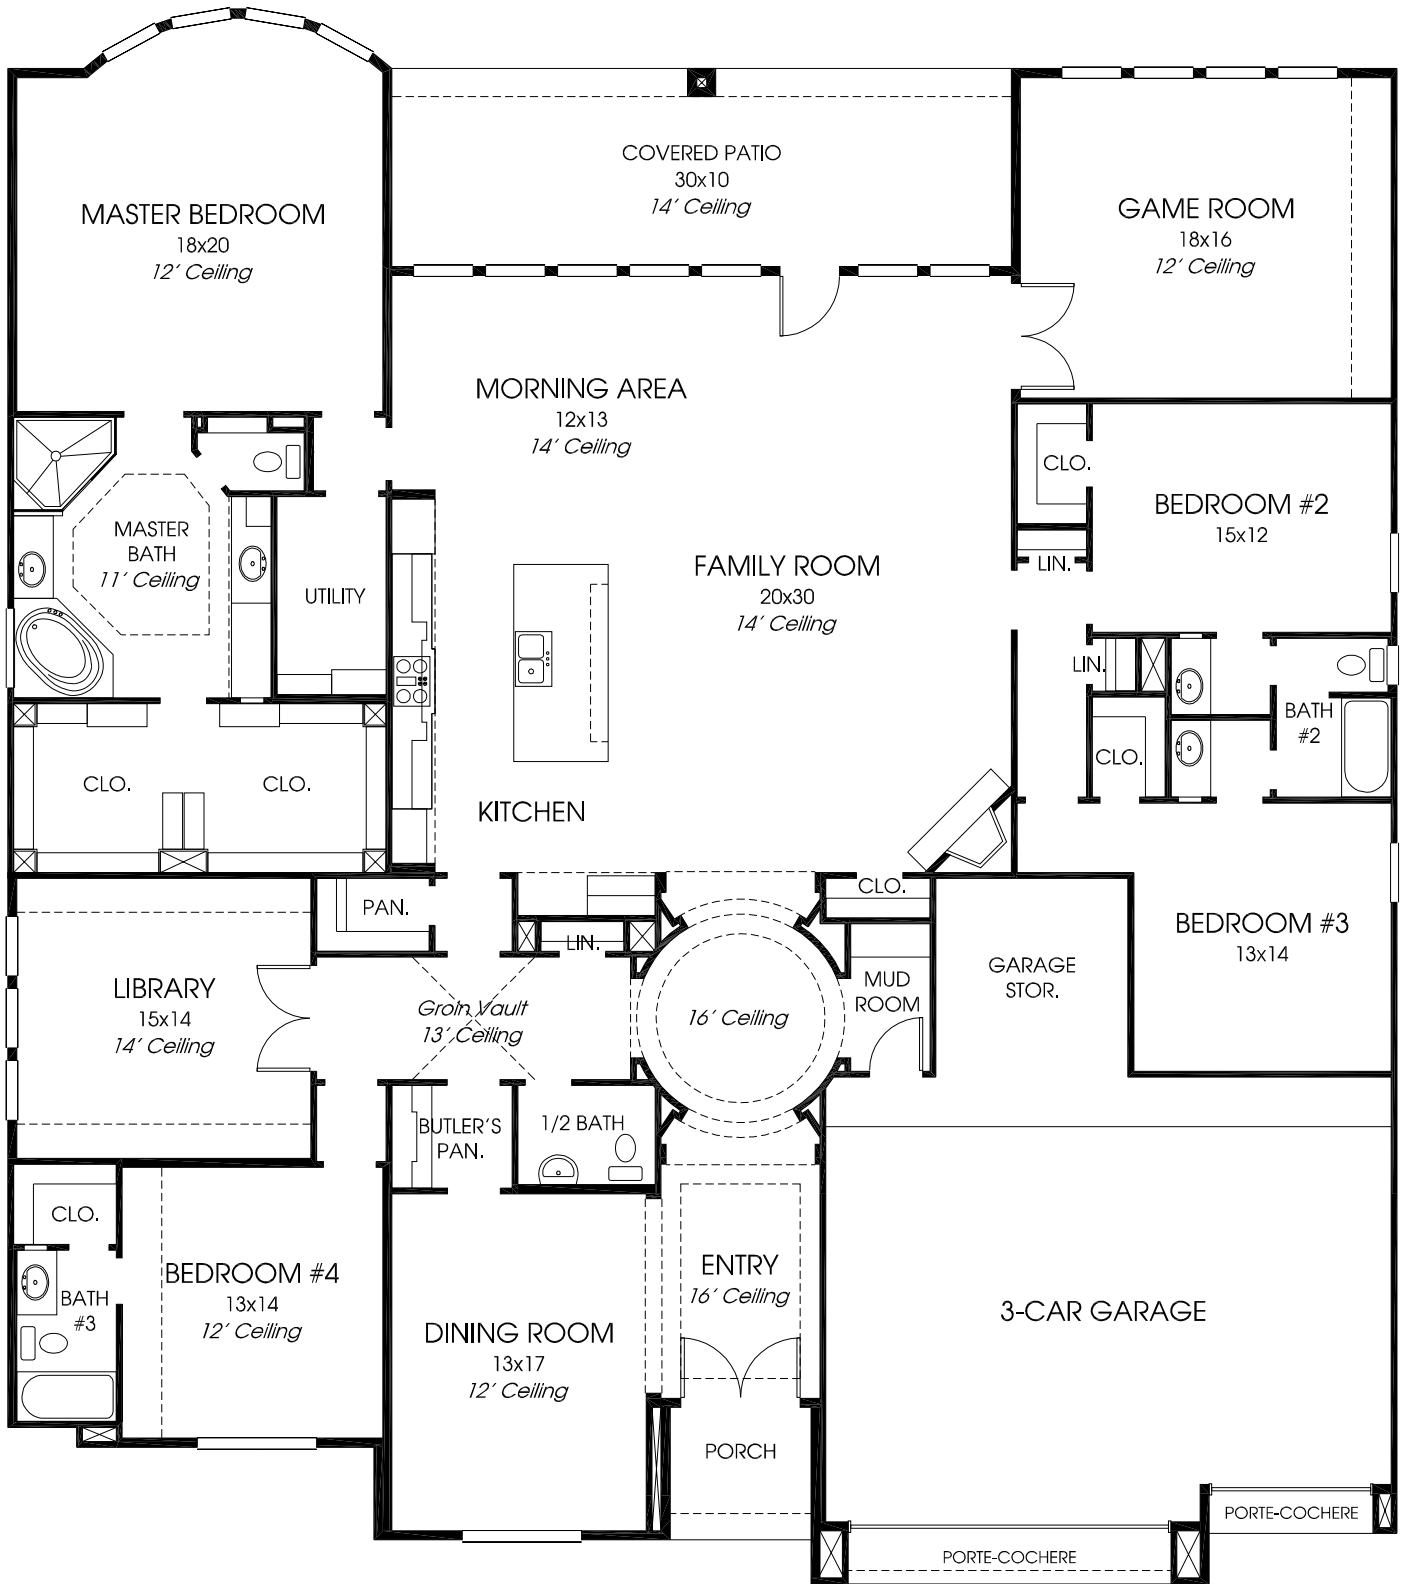 COVERED PATIO
30x10
14' Ceiling
MASTER BEDROOM
18x20
12' Ceiling
GAME ROOM
18x16
12' Ceiling
MORNING AREA
12x13
14' Ceiling
CLO.
BEDROOM #2
15x12
MASTER
BATH
11' Ceiling
UTILITY
FAMILY ROOM
20x30
14' Ceiling
LIN.
LIN.
BATH
#2
CLO.
CLO.
CLO.
KITCHEN
PAN.
CLO.
LIN.
BEDROOM #3
13x14
LIBRARY
15x14
14' Ceiling
Groin Vault
13' Ceiling
16' Ceiling
MUD
ROOM
GARAGE
STOR.
BUTLER'S
PAN.
1/2 BATH
CLO.
BEDROOM #4
13x14
12' Ceiling
BATH
#3
ENTRY
16' Ceiling
DINING ROOM
13x17
12' Ceiling
3-CAR GARAGE
PORCH
PORTE-COCHERE
PORTE-COCHERE